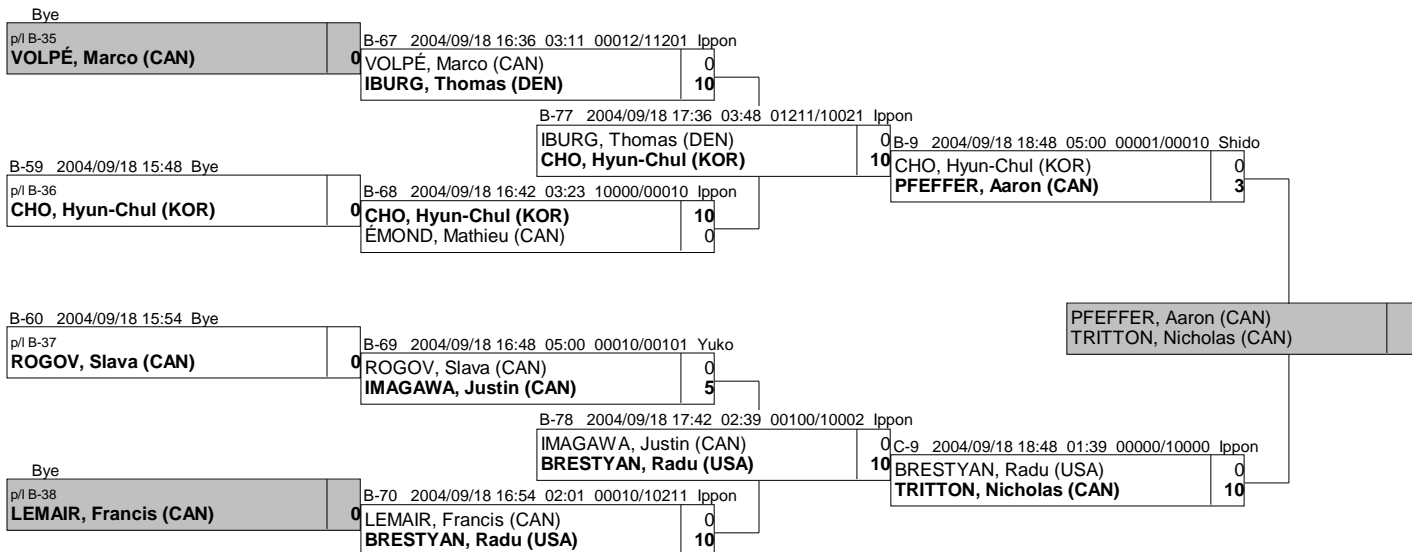 Bye
p/l B-35
VOLPÉ, Marco (CAN) 0
B-67 2004/09/18 16:36 03:11 00012/11201 Ippon
VOLPÉ, Marco (CAN) 0
IBURG, Thomas (DEN) 10
B-77 2004/09/18 17:36 03:48 01211/10021 Ippon
IBURG, Thomas (DEN) 0
CHO, Hyun-Chul (KOR) 10
B-9 2004/09/18 18:48 05:00 00001/00010 Shido
CHO, Hyun-Chul (KOR) 0
PFEFFER, Aaron (CAN) 3
B-59 2004/09/18 15:48 Bye
p/l B-36
CHO, Hyun-Chul (KOR) 0
B-68 2004/09/18 16:42 03:23 10000/00010 Ippon
CHO, Hyun-Chul (KOR) 10
ÉMOND, Mathieu (CAN) 0
PFEFFER, Aaron (CAN)
TRITTON, Nicholas (CAN)
B-60 2004/09/18 15:54 Bye
p/l B-37
ROGOV, Slava (CAN) 0
B-69 2004/09/18 16:48 05:00 00010/00101 Yuko
ROGOV, Slava (CAN) 0
IMAGAWA, Justin (CAN) 5
B-78 2004/09/18 17:42 02:39 00100/10002 Ippon
IMAGAWA, Justin (CAN) 0
BRESTYAN, Radu (USA) 10
C-9 2004/09/18 18:48 01:39 00000/10000 Ippon
BRESTYAN, Radu (USA) 0
TRITTON, Nicholas (CAN) 10
Bye
p/l B-38
LEMAIR, Francis (CAN) 0
B-70 2004/09/18 16:54 02:01 00010/10211 Ippon
LEMAIR, Francis (CAN) 0
BRESTYAN, Radu (USA) 10